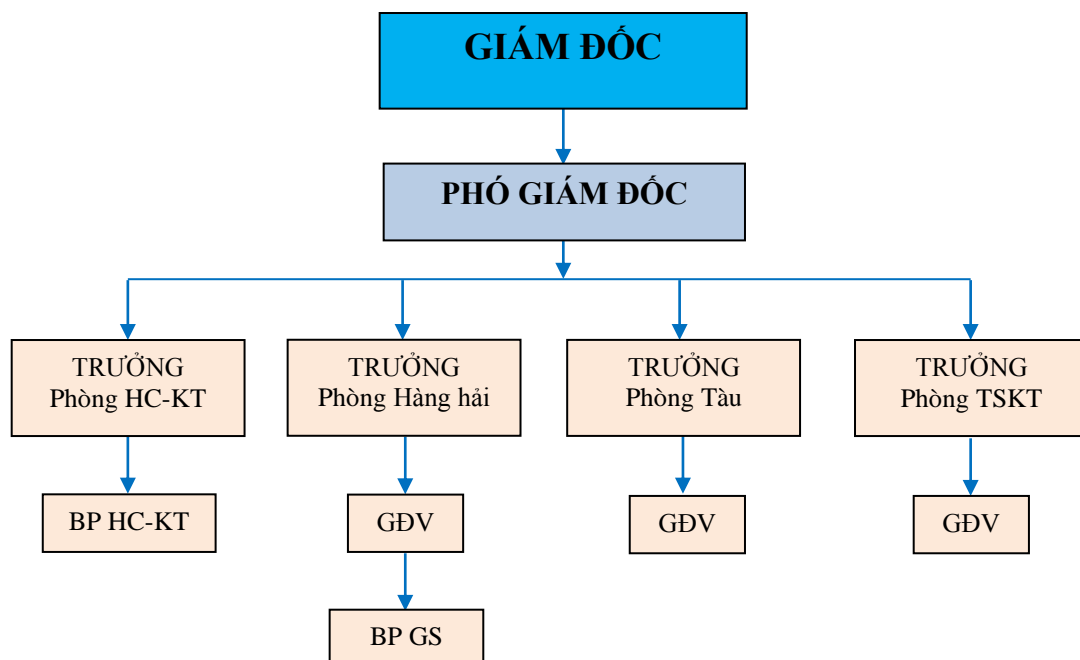 GIÁM ĐỐC
PHÓ GIÁM ĐỐC
TRƯỞNG
Phòng HC-KT
TRƯỞNG
Phòng Hàng hải
TRƯỞNG
Phòng Tàu
TRƯỞNG
Phòng TSKT
BP HC-KT
GĐV
GĐV
GĐV
BP GS